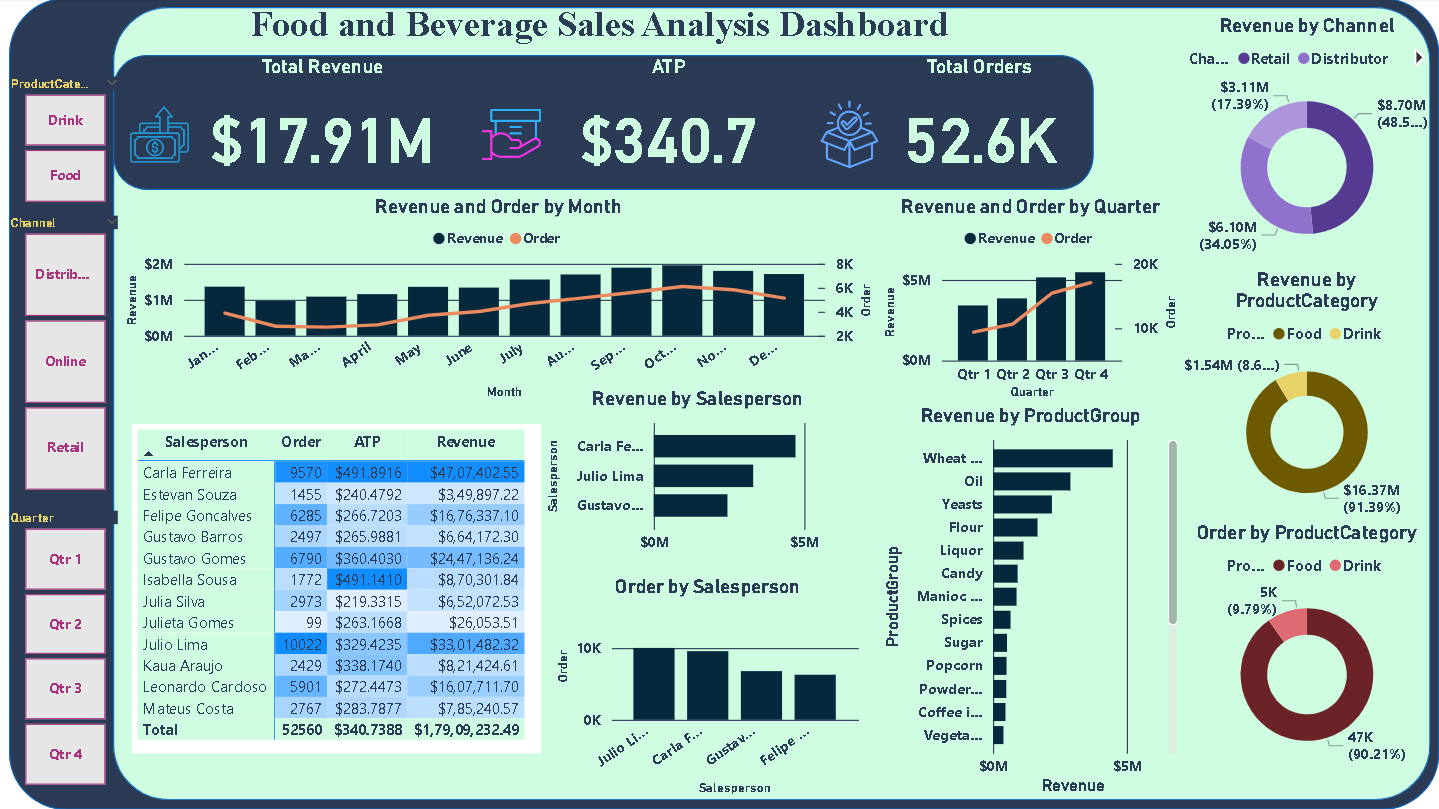 Food and Beverage Sales Analysis Dashboard
Total Revenue
ATP
Total Orders
$17.91M
$340.7
52.6K
ProductCate...
Drink
Food
Channel
Distrib...
Online
Retail
Quarter
Qtr 1
Qtr 2
Qtr 3
Qtr 4
Revenue and Order by Month
Revenue Order
Revenue
$2M
$1M
$0M
8K
6K
4K
2K
Order
Jan... Feb... Ma... April May June July Au... Sep... Oct... No... De...
Month
Revenue and Order by Quarter
Revenue Order
Revenue
$5M
$0M
20K
10K
Order
Qtr 1 Qtr 2 Qtr 3 Qtr 4
Quarter
Salesperson Order ATP Revenue
Carla Ferreira 9570 $491.8916 $47,07,402.55
Estevan Souza 1455 $240.4792 $3,49,897.22
Felipe Goncalves 6285 $266.7203 $16,76,337.10
Gustavo Barros 2497 $265.9881 $6,64,172.30
Gustavo Gomes 6790 $360.4030 $24,47,136.24
Isabella Sousa 1772 $491.1410 $8,70,301.84
Julia Silva 2973 $219.3315 $6,52,072.53
Julieta Gomes 99 $263.1668 $26,053.51
Julio Lima 10022 $329.4235 $33,01,482.32
Kaua Araujo 2429 $338.1740 $8,21,424.61
Leonardo Cardoso 5901 $272.4473 $16,07,711.70
Mateus Costa 2767 $283.7877 $7,85,240.57
Total 52560 $340.7388 $1,79,09,232.49
Revenue by Salesperson
Salesperson
Carla Fe...
Julio Lima
Gustavo...
$0M $5M
Order by Salesperson
Order
10K
0K
Julio Li... Carla F... Gustav... Felipe ...
Salesperson
Revenue by ProductGroup
ProductGroup
Wheat ...
Oil
Yeasts
Flour
Liquor
Candy
Manioc ...
Spices
Sugar
Popcorn
Powder...
Coffee i...
Vegeta...
$0M $5M
Revenue
Revenue by Channel
Cha... Retail Distributor
$3.11M
(17.39%)
$8.70M
(48.5...)
$6.10M
(34.05%)
Revenue by
ProductCategory
Pro... Food Drink
$1.54M (8.6...)
$16.37M
(91.39%)
Order by ProductCategory
Pro... Food Drink
5K
(9.79%)
47K
(90.21%)